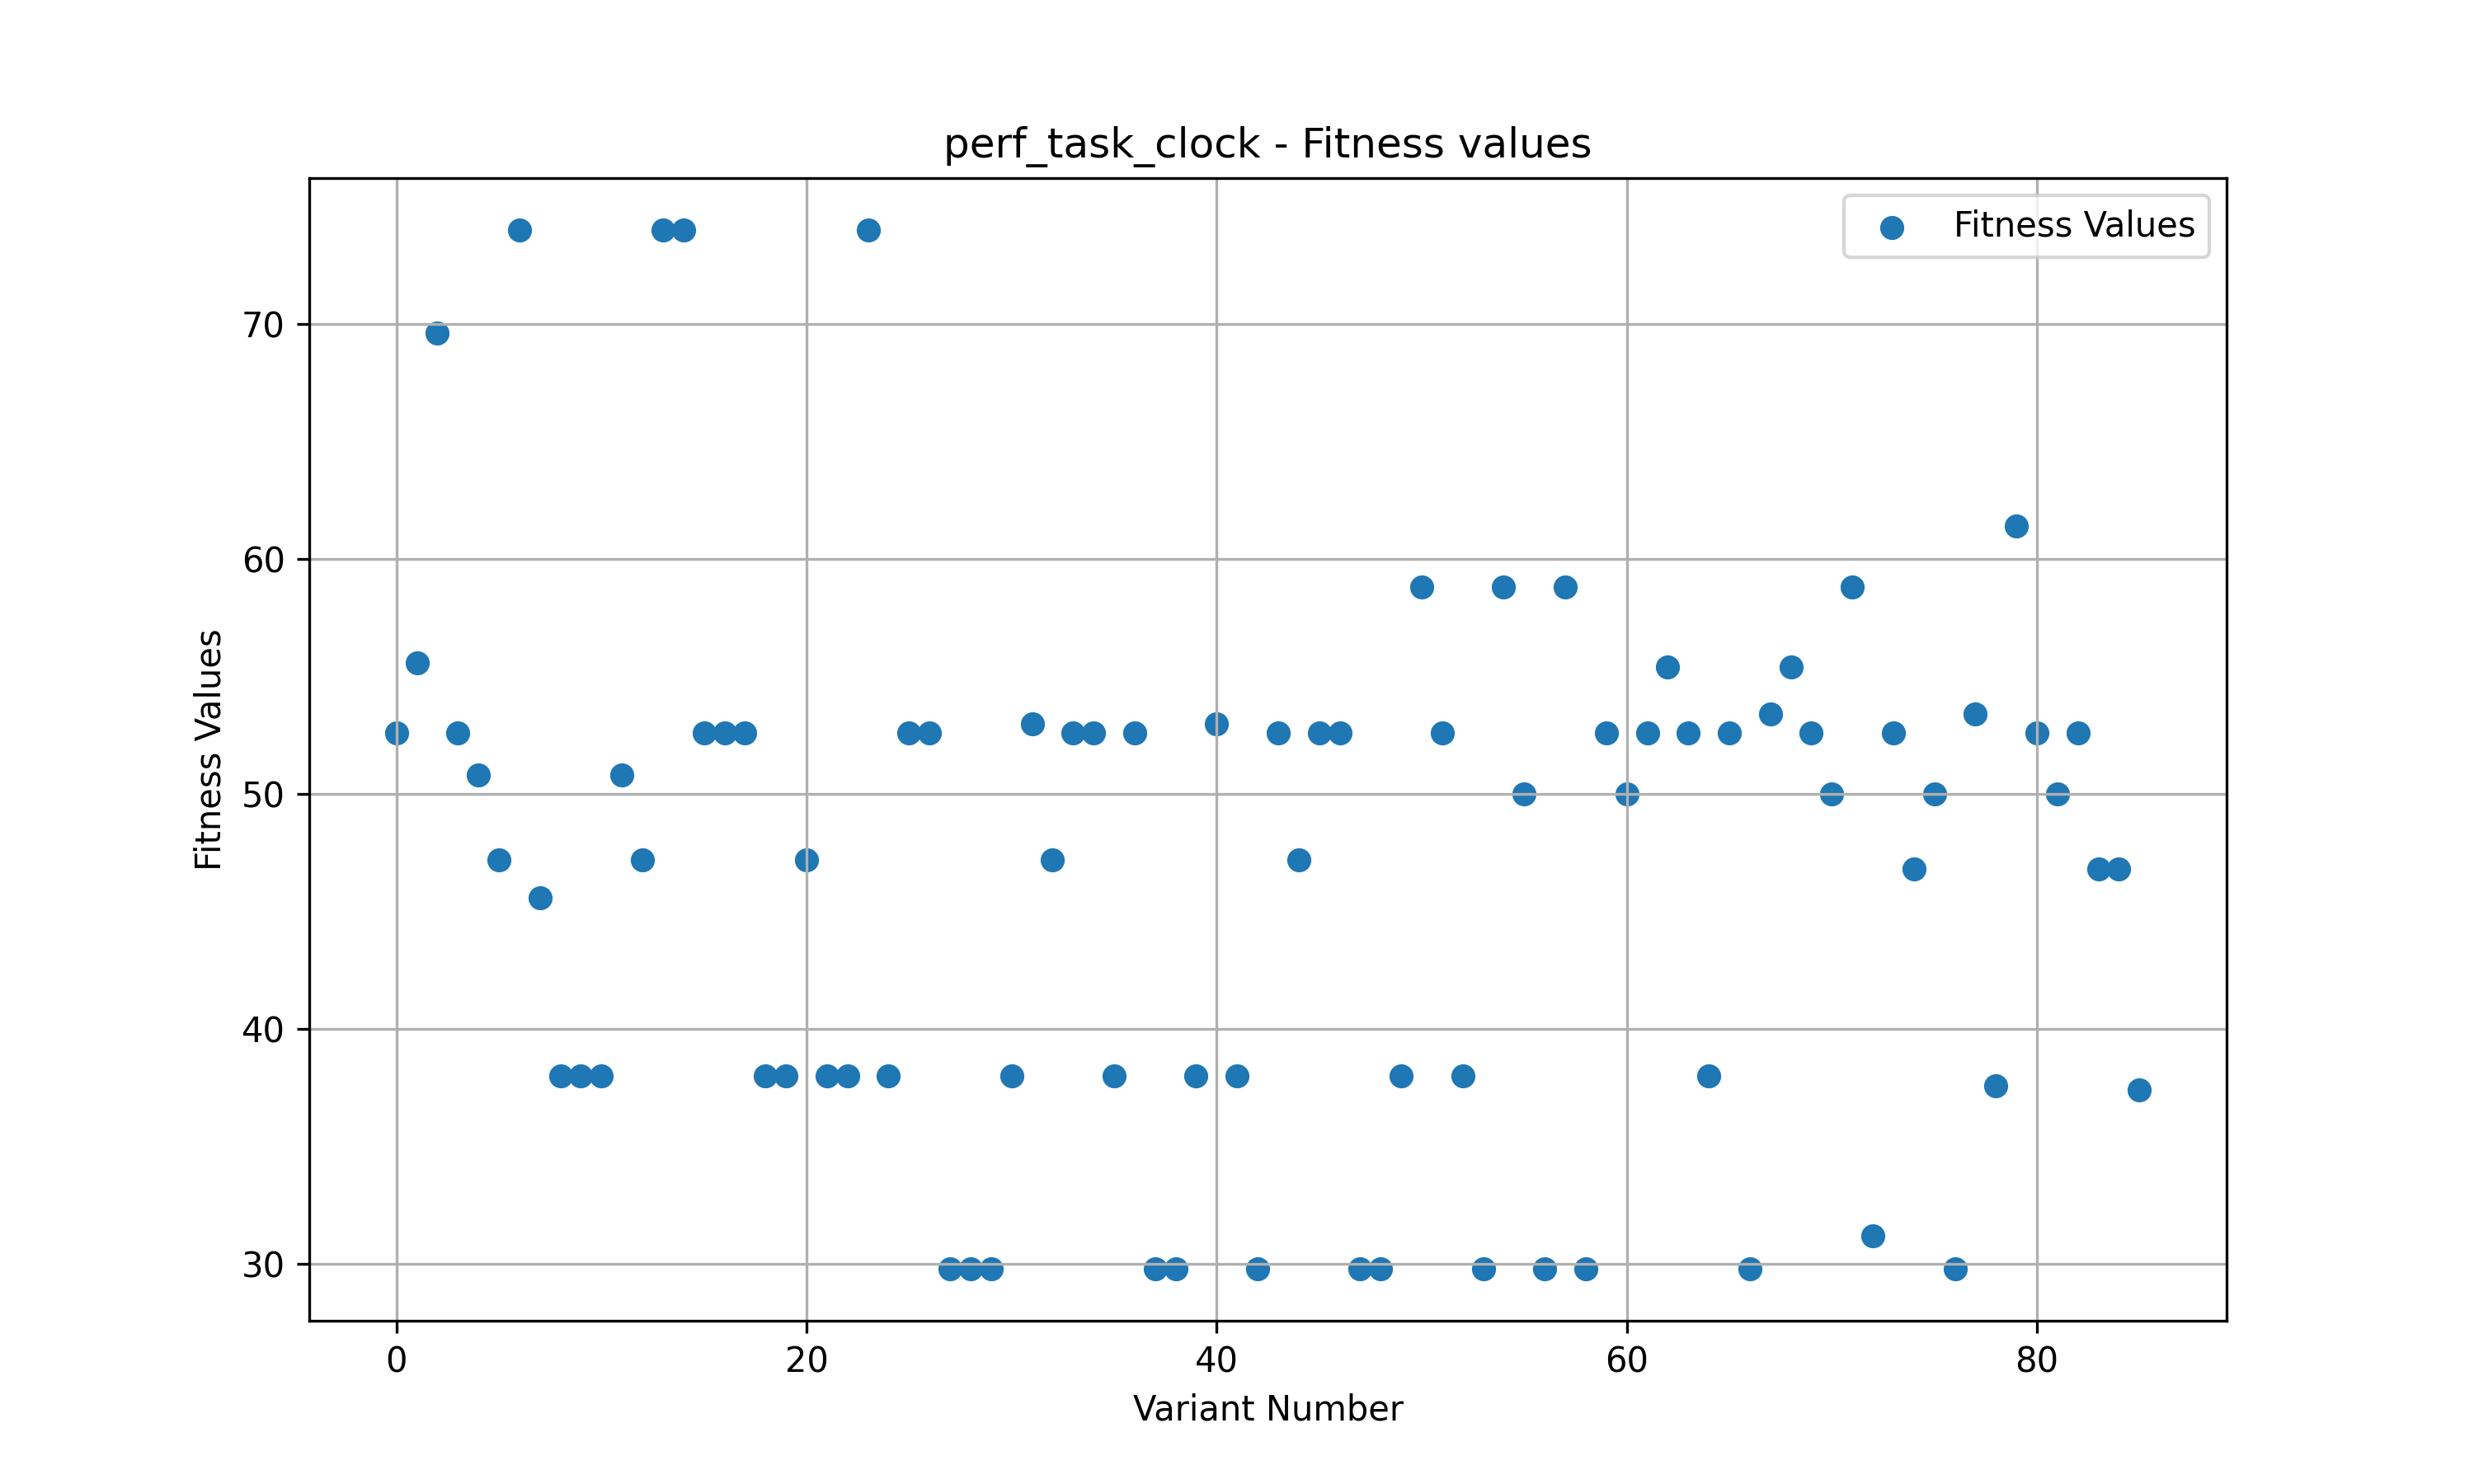 perf_task_clock - Fitness values
Fitness Values
70
60
50
40
30
Fitness Values
0 20 40 60 80
Variant Number